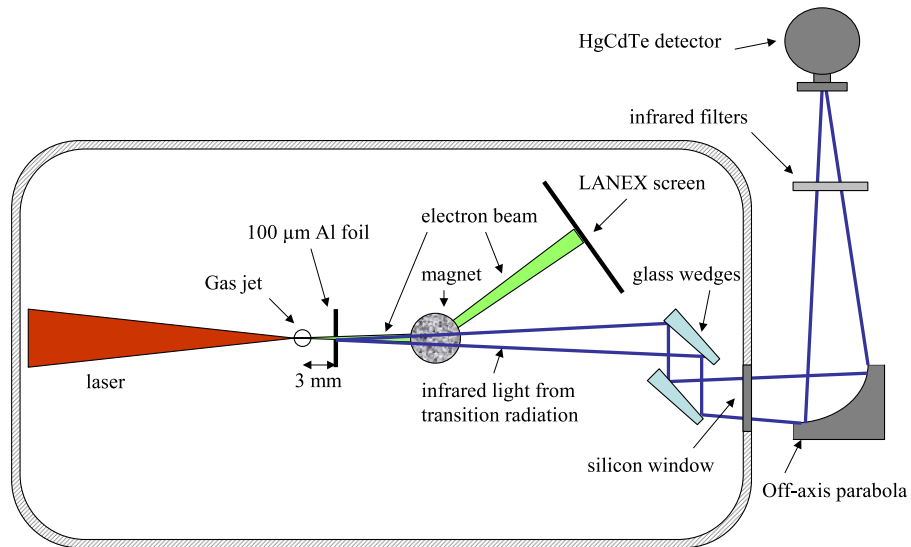 HgCdTe detector
infrared filters
LANEX screen
electron beam
100 µm Al foil
magnet
glass wedges
Gas jet
laser
3 mm
infrared light from
transition radiation
silicon window
Off-axis parabola